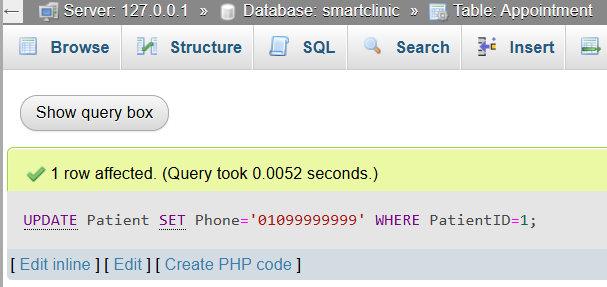 Server: 127.0.0.1 » Database: smartclinic » Table: Appointment
Browse Structure SQL Search Insert
Show query box
1 row affected. (Query took 0.0052 seconds.)
UPDATE Patient SET Phone='01099999999' WHERE PatientID=1;
[ Edit inline ] [ Edit ] [ Create PHP code ]